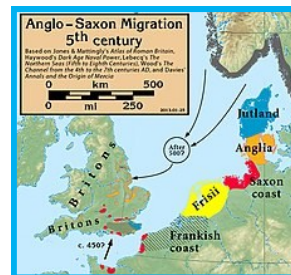 Anglo-Saxon Migration
5th century
Based on Jones & Mattingly's Atlas of Roman Britain,
Haywood's Dark Age Naval Power, Lebecq's The
Northern Seas (Fifth to Eighth Centuries), Wood's The
Channel from the 4th to the 7th centuries AD, and Davies'
Annals and the Origin of Mercia
0 km 500
0 mi 250
After
500?
Jutland
Anglia
Saxon
coast
Frisii
Frankish
coast
Britons
Britons
c. 450?